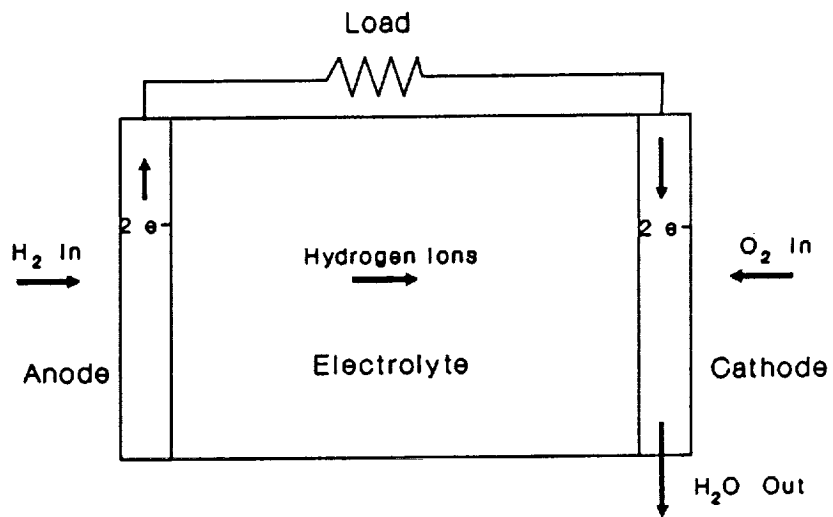 Load
2 e-
2 e-
H₂ In
Hydrogen Ions
O₂ In
Anode
Electrolyte
Cathode
H₂O Out